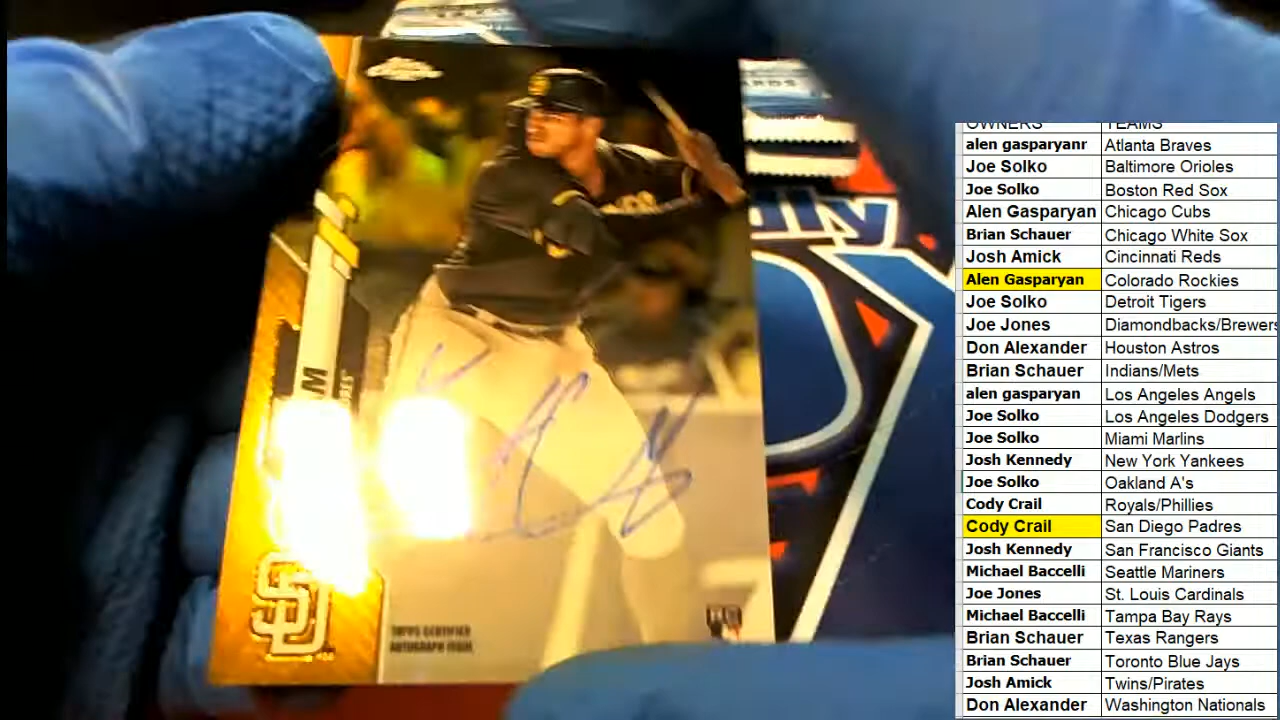 OWNERS TEAMS
alen gasparyanr Atlanta Braves
Joe Solko Baltimore Orioles
Joe Solko Boston Red Sox
Alen Gasparyan Chicago Cubs
Brian Schauer Chicago White Sox
Josh Amick Cincinnati Reds
Alen Gasparyan Colorado Rockies
Joe Solko Detroit Tigers
Joe Jones Diamondbacks/Brewers
Don Alexander Houston Astros
Brian Schauer Indians/Mets
alen gasparyan Los Angeles Angels
Joe Solko Los Angeles Dodgers
Joe Solko Miami Marlins
Josh Kennedy New York Yankees
Joe Solko Oakland A's
Cody Crail Royals/Phillies
Cody Crail San Diego Padres
Josh Kennedy San Francisco Giants
Michael Baccelli Seattle Mariners
Joe Jones St. Louis Cardinals
Michael Baccelli Tampa Bay Rays
Brian Schauer Texas Rangers
Brian Schauer Toronto Blue Jays
Josh Amick Twins/Pirates
Don Alexander Washington Nationals
SD
TOPPS CERTIFIED
AUTOGRAPH ISSUE